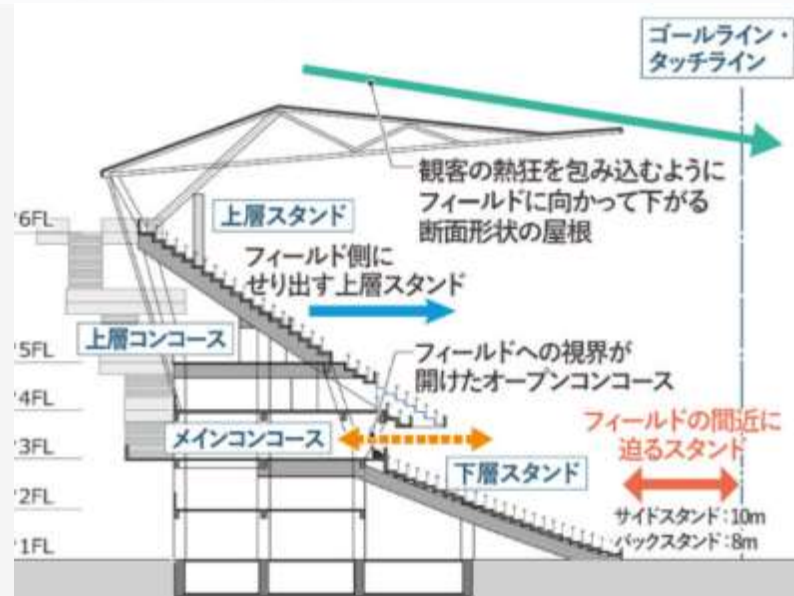 ゴールライン・
タッチライン
観客の熱狂を包み込むように
フィールドに向かって下がる
断面形状の屋根
上層スタンド
フィールド側に
せり出す上層スタンド
上層コンコース
フィールドへの視界が
開けたオープンコンコース
メインコンコース
フィールドの間近に
迫るスタンド
下層スタンド
サイドスタンド:10m
バックスタンド:8m
6FL
5FL
4FL
3FL
2FL
1FL